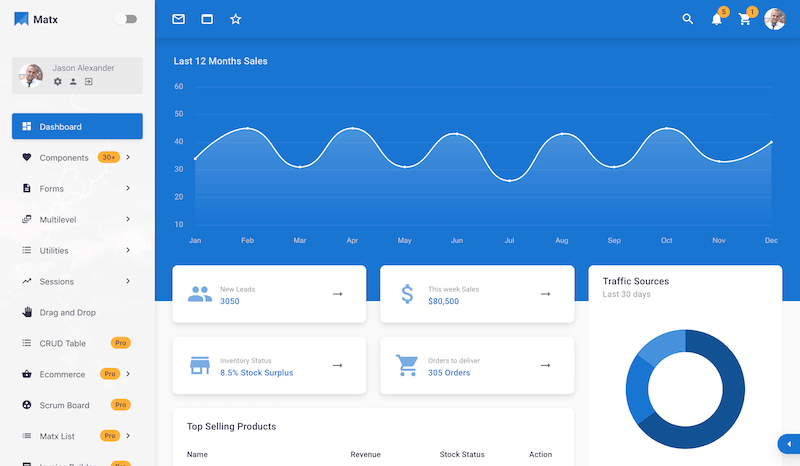 Matx
Jason Alexander
Dashboard
Components 30+
Forms
Multilevel
Utilities
Sessions
Drag and Drop
CRUD Table Pro
Ecommerce Pro
Scrum Board Pro
Matx List Pro
Invoice Builder Pro
5
1
Last 12 Months Sales
60
50
40
30
20
10
Jan Feb Mar Apr May Jun Jul Aug Sep Oct Nov Dec
New Leads
3050
This week Sales
$80,500
Inventory Status
8.5% Stock Surplus
Orders to deliver
305 Orders
Top Selling Products
Name Revenue Stock Status Action
Traffic Sources
Last 30 days